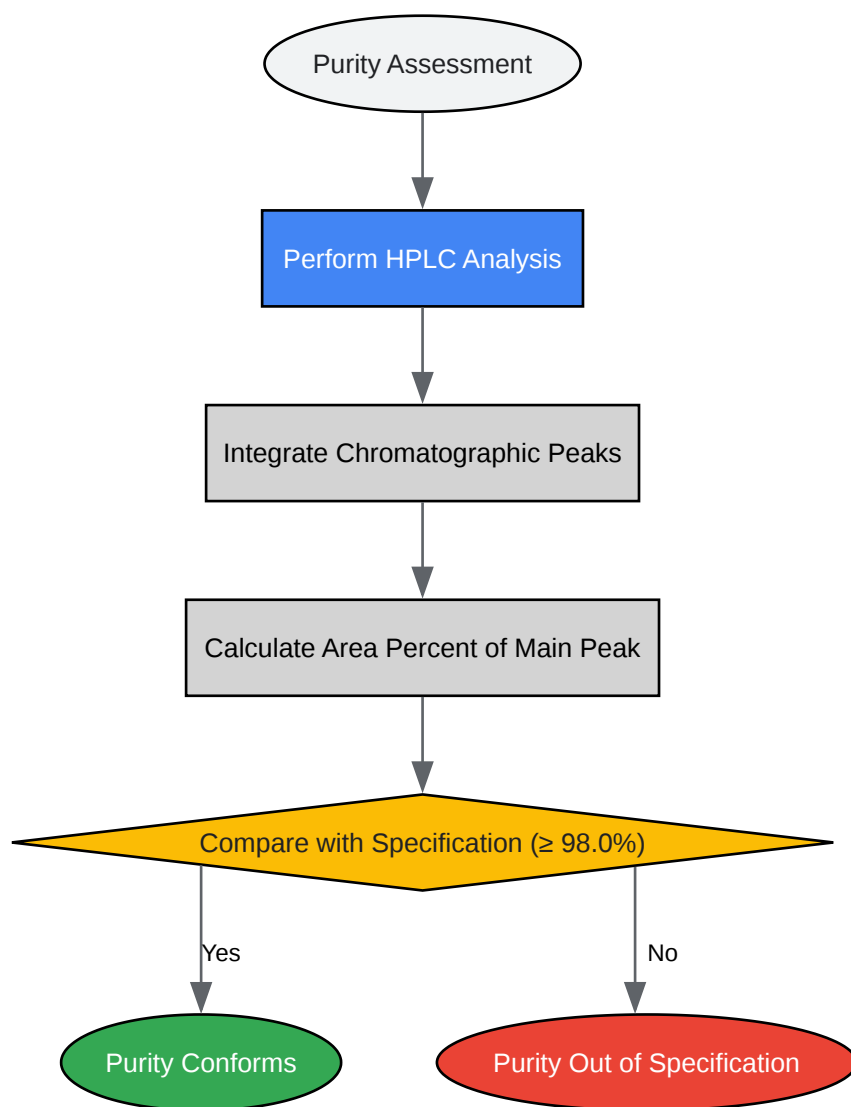 Purity Assessment
Perform HPLC Analysis
Integrate Chromatographic Peaks
Calculate Area Percent of Main Peak
Compare with Specification (≥ 98.0%)
Yes
No
Purity Conforms
Purity Out of Specification